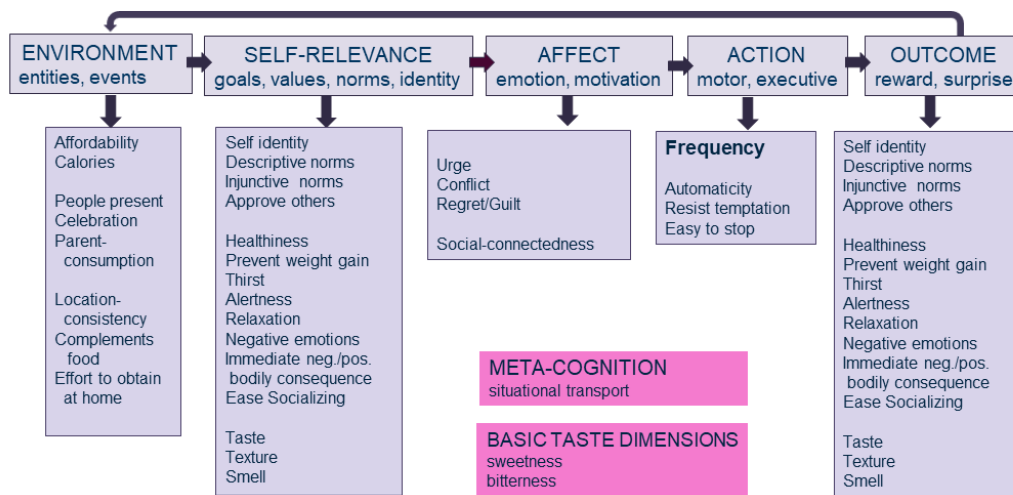 ENVIRONMENT
entities, events
SELF-RELEVANCE
goals, values, norms, identity
AFFECT
emotion, motivation
ACTION
motor, executive
OUTCOME
reward, surprise
Affordability
Calories
People present
Celebration
Parent-
consumption
Location-
consistency
Complements
food
Effort to obtain
at home
Self identity
Descriptive norms
Injunctive norms
Approve others
Healthiness
Prevent weight gain
Thirst
Alertness
Relaxation
Negative emotions
Immediate neg./pos.
bodily consequence
Ease Socializing
Taste
Texture
Smell
Urge
Conflict
Regret/Guilt
Social-connectedness
Frequency
Automaticity
Resist temptation
Easy to stop
Self identity
Descriptive norms
Injunctive norms
Approve others
Healthiness
Prevent weight gain
Thirst
Alertness
Relaxation
Negative emotions
Immediate neg./pos.
bodily consequence
Ease Socializing
Taste
Texture
Smell
META-COGNITION
situational transport
BASIC TASTE DIMENSIONS
sweetness
bitterness